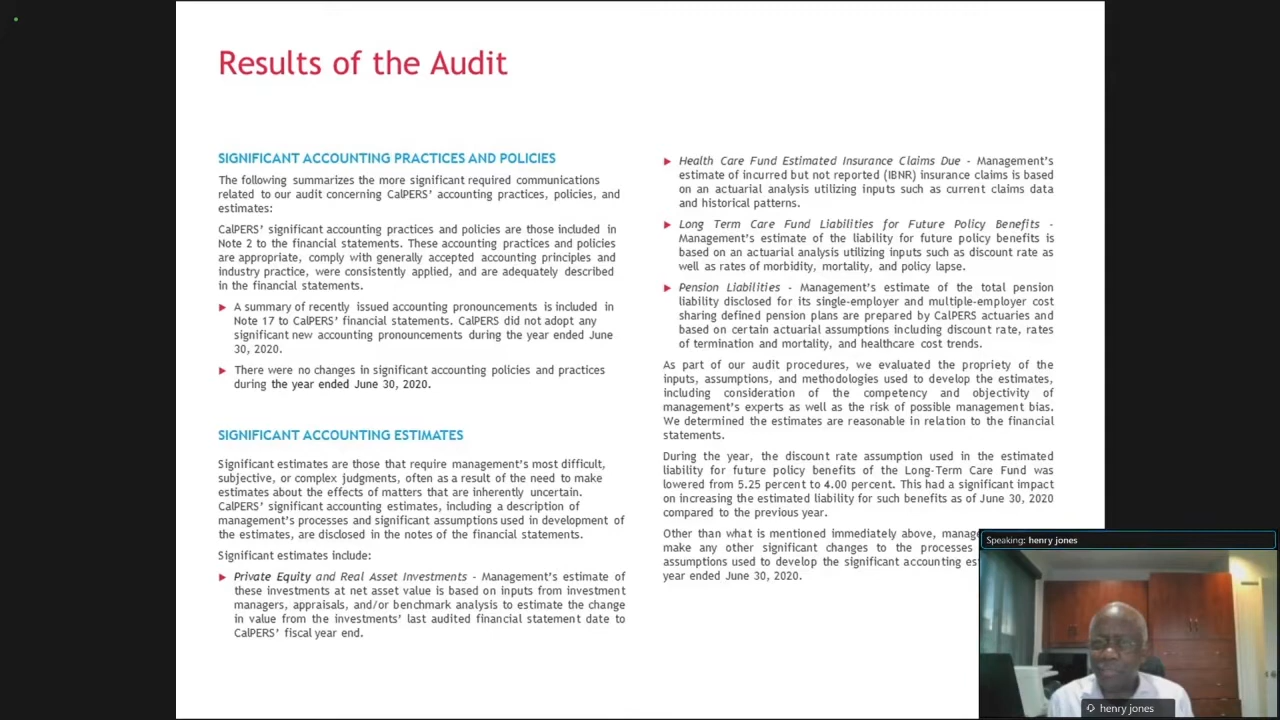 Results of the Audit
SIGNIFICANT ACCOUNTING PRACTICES AND POLICIES
The following summarizes the more significant required communications
related to our audit concerning CalPERS' accounting practices, policies, and
estimates:
CalPERS' significant accounting practices and policies are those included in
Note 2 to the financial statements. These accounting practices and policies
are appropriate, comply with generally accepted accounting principles and
industry practice, were consistently applied, and are adequately described
in the financial statements.
A summary of recently issued accounting pronouncements is included in
Note 17 to CalPERS' financial statements. CalPERS did not adopt any
significant new accounting pronouncements during the year ended June
30, 2020.
There were no changes in significant accounting policies and practices
during the year ended June 30, 2020.
SIGNIFICANT ACCOUNTING ESTIMATES
Significant estimates are those that require management's most difficult,
subjective, or complex judgments, often as a result of the need to make
estimates about the effects of matters that are inherently uncertain.
CalPERS' significant accounting estimates, including a description of
management's processes and significant assumptions used in development of
the estimates, are disclosed in the notes of the financial statements.
Significant estimates include:
Private Equity and Real Asset Investments - Management's estimate of
these investments at net asset value is based on inputs from investment
managers, appraisals, and/or benchmark analysis to estimate the change
in value from the investments' last audited financial statement date to
CalPERS' fiscal year end.
Health Care Fund Estimated Insurance Claims Due - Management's
estimate of incurred but not reported (IBNR) insurance claims is based
on an actuarial analysis utilizing inputs such as current claims data
and historical patterns.
Long Term Care Fund Liabilities for Future Policy Benefits -
Management's estimate of the liability for future policy benefits is
based on an actuarial analysis utilizing inputs such as discount rate as
well as rates of morbidity, mortality, and policy lapse.
Pension Liabilities - Management's estimate of the total pension
liability disclosed for its single-employer and multiple-employer cost
sharing defined pension plans are prepared by CalPERS actuaries and
based on certain actuarial assumptions including discount rate, rates
of termination and mortality, and healthcare cost trends.
As part of our audit procedures, we evaluated the propriety of the
inputs, assumptions, and methodologies used to develop the estimates,
including consideration of the competency and objectivity of
management's experts as well as the risk of possible management bias.
We determined the estimates are reasonable in relation to the financial
statements.
During the year, the discount rate assumption used in the estimated
liability for future policy benefits of the Long-Term Care Fund was
lowered from 5.25 percent to 4.00 percent. This had a significant impact
on increasing the estimated liability for such benefits as of June 30, 2020
compared to the previous year.
Other than what is mentioned immediately above,
make any other significant changes to the processes
assumptions used to develop the significant accounting
year ended June 30, 2020.
Speaking: henry jones
henry jones